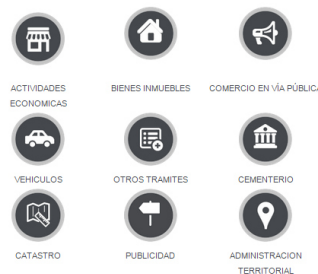 ACTIVIDADES
ECONOMICAS
BIENES INMUEBLES
COMERCIO EN VÍA PÚBLICA
VEHICULOS
OTROS TRAMITES
CEMENTERIO
CATASTRO
PUBLICIDAD
ADMINISTRACION
TERRITORIAL